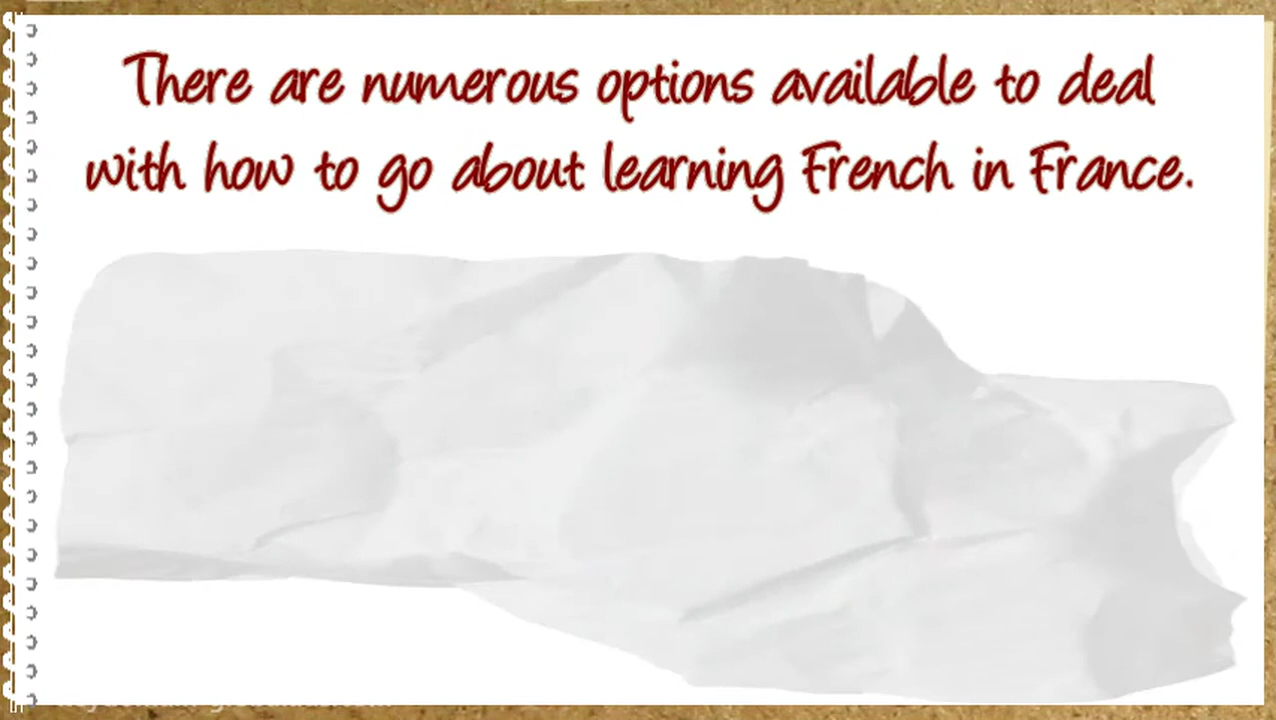 There are numerous options available to deal
with how to go about learning French in France.